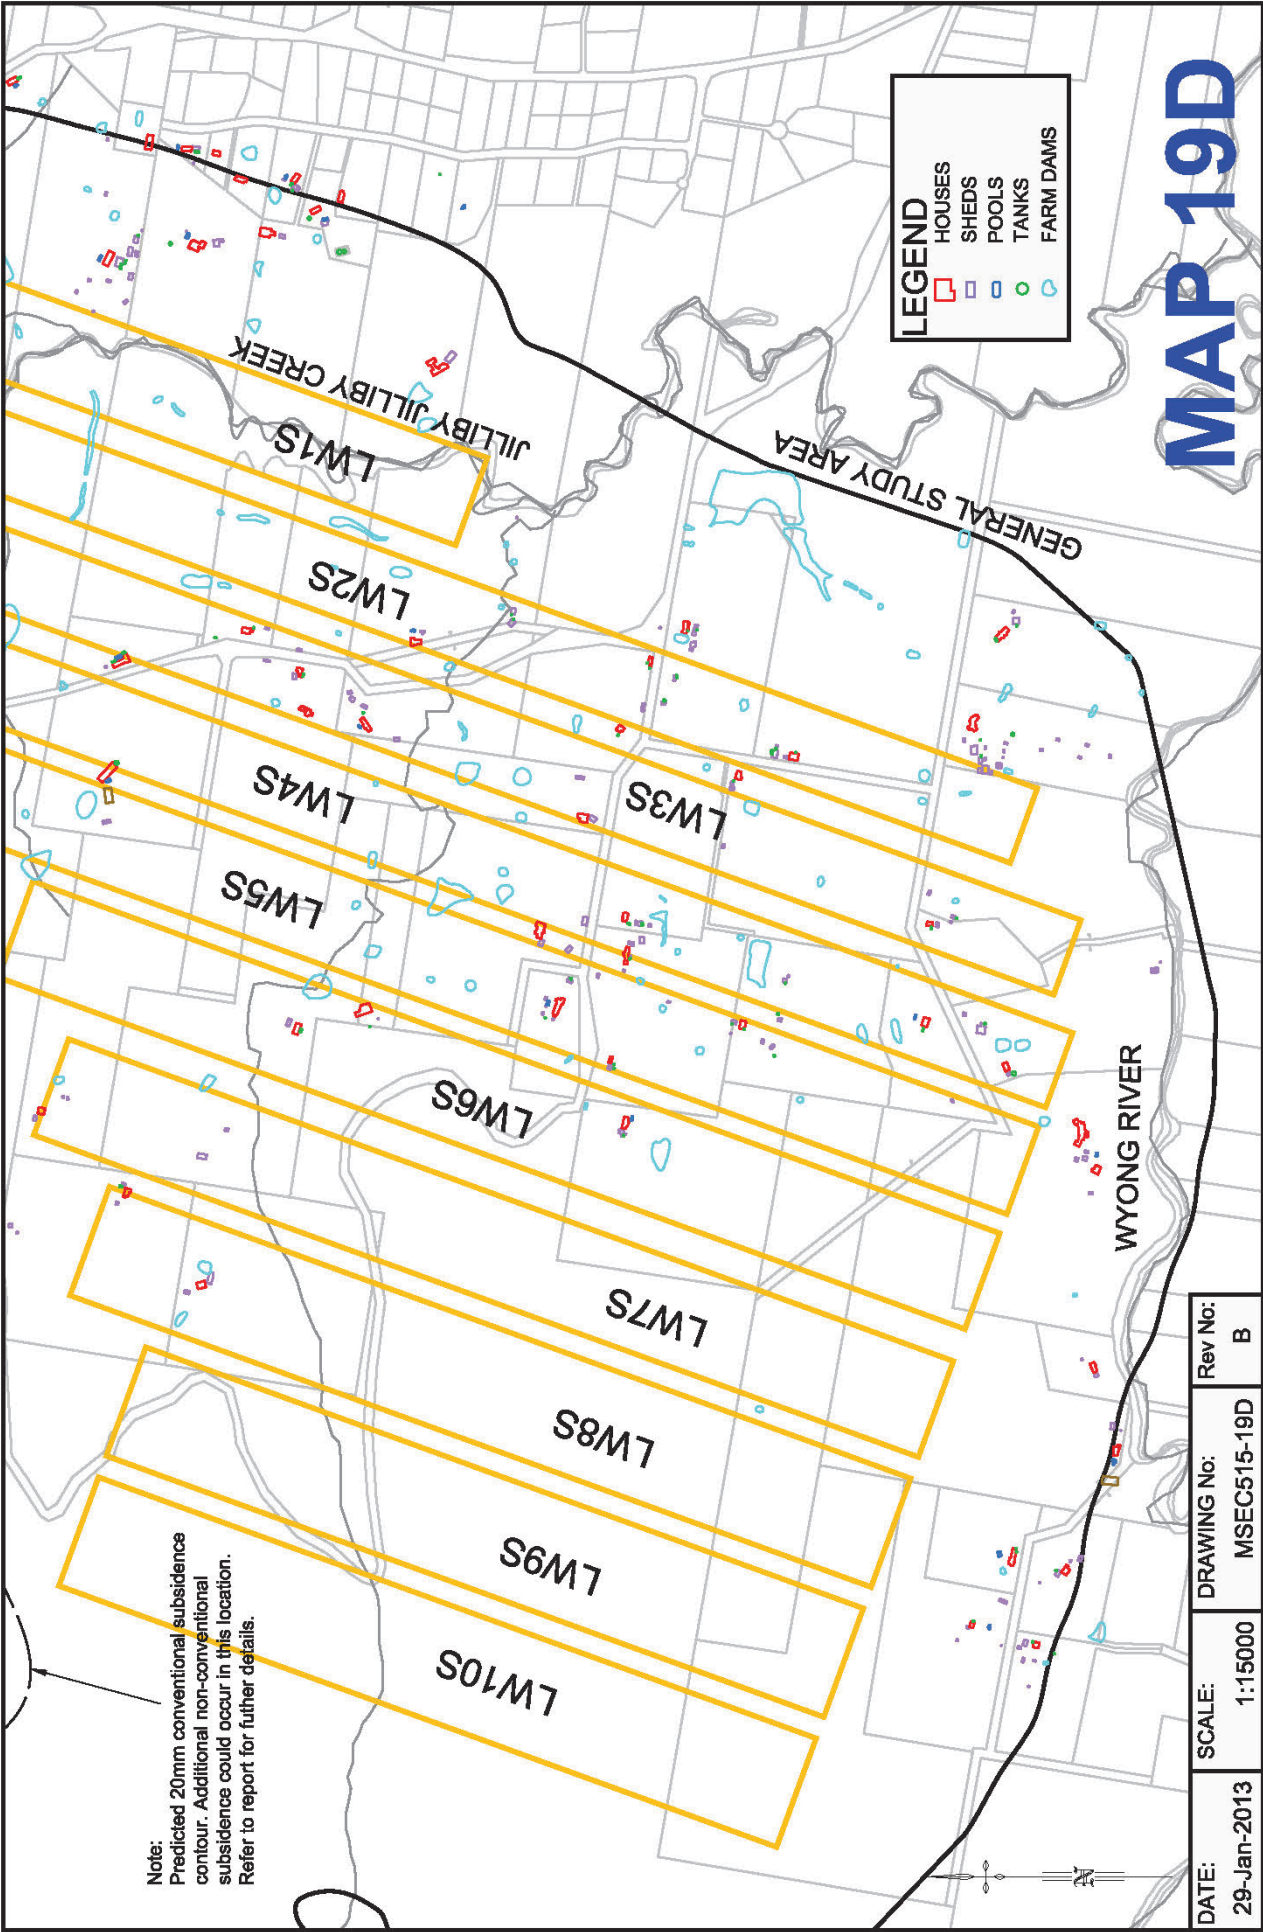 MAP 19D
LEGEND
HOUSES
SHEDS
POOLS
TANKS
FARM DAMS
JILLIBY JILLIBY CREEK
GENERAL STUDY AREA
WYONG RIVER
LW1S
LW2S
LW3S
LW4S
LW5S
LW6S
LW7S
LW8S
LW9S
LW10S
Note:
Predicted 20mm conventional subsidence
contour. Additional non-conventional
subsidence could occur in this location.
Refer to report for futher details.
N
DATE:
29-Jan-2013
SCALE:
1:15000
DRAWING No:
MSEC515-19D
Rev No:
B